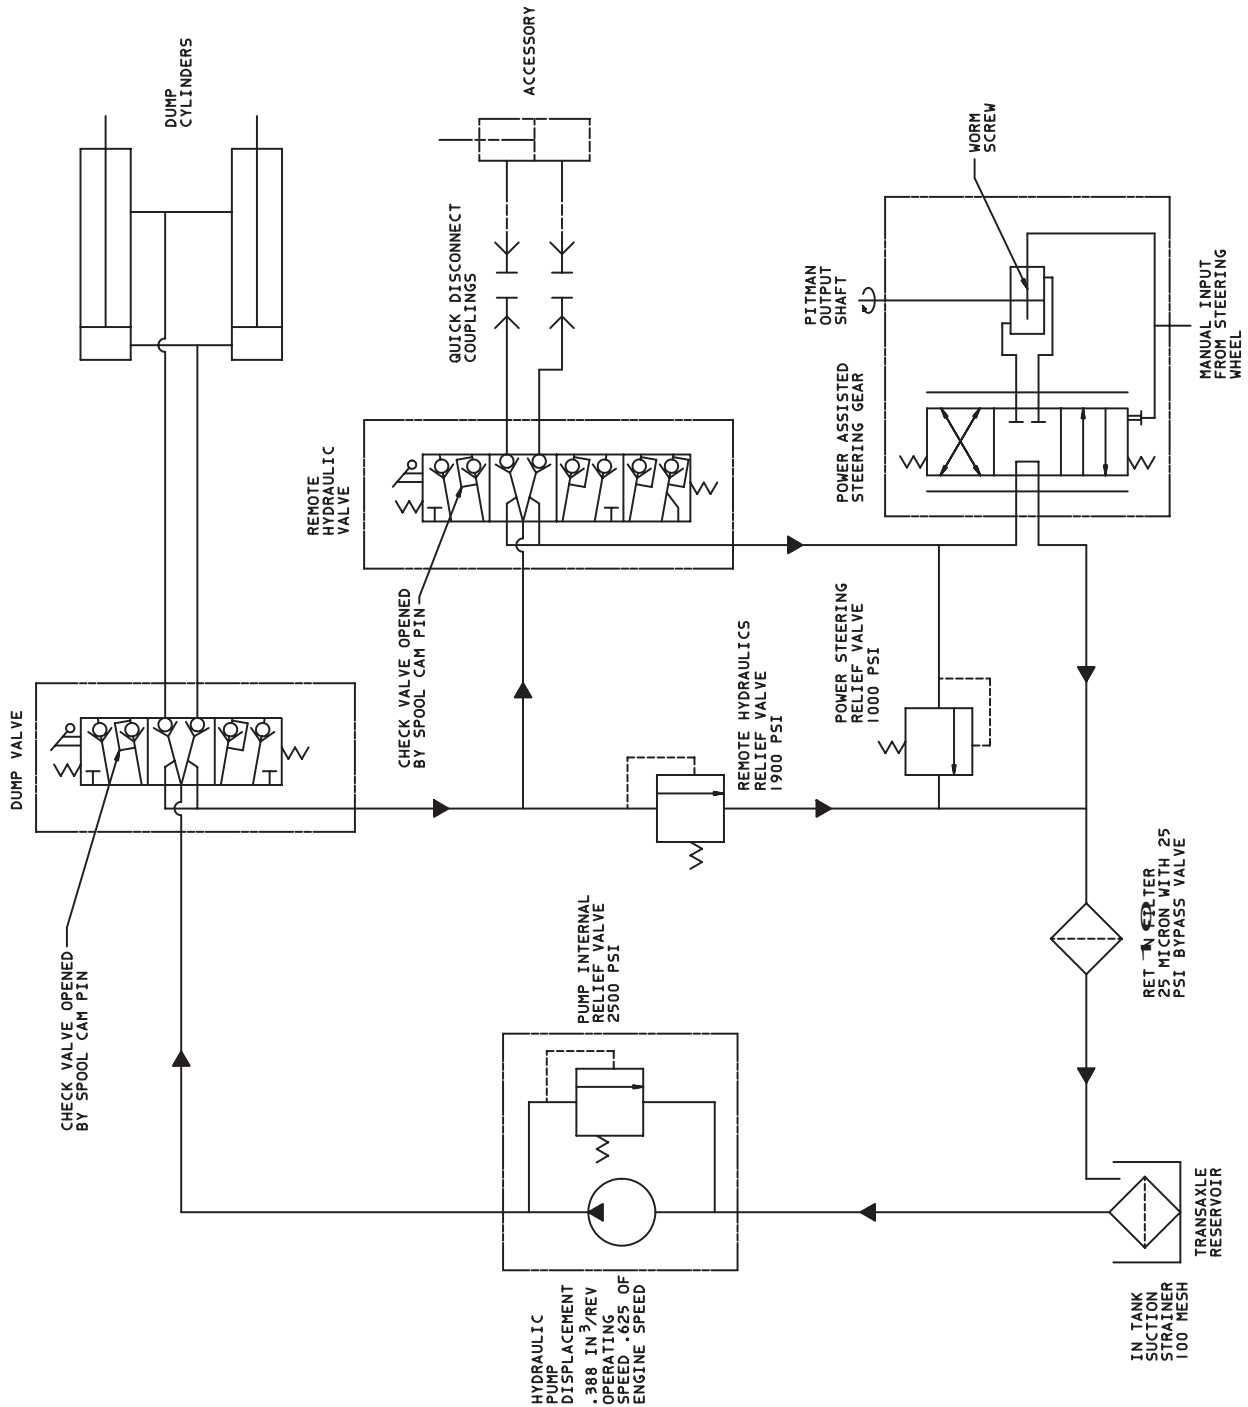 DUMP
CYLINDERS
ACCESSORY
DUMP VALVE
CHECK VALVE OPENED
BY SPOOL CAM PIN
QUICK DISCONNECT
COUPLINGS
REMOTE
HYDRAULIC
VALVE
CHECK VALVE OPENED
BY SPOOL CAM PIN
WORM
SCREW
PITMAN
OUTPUT
SHAFT
POWER ASSISTED
STEERING GEAR
MANUAL INPUT
FROM STEERING
WHEEL
REMOTE HYDRAULICS
RELIEF VALVE
1900 PSI
POWER STEERING
RELIEF VALVE
1000 PSI
PUMP INTERNAL
RELIEF VALVE
2500 PSI
HYDRAULIC
PUMP
DISPLACEMENT
.388 IN 3/REV
OPERATING
SPEED .625 OF
ENGINE SPEED
RET N FILTER
25 MICRON WITH 25
PSI BYPASS VALVE
TRANSAXLE
RESERVOIR
IN TANK
SUCTION
STRAINER
100 MESH